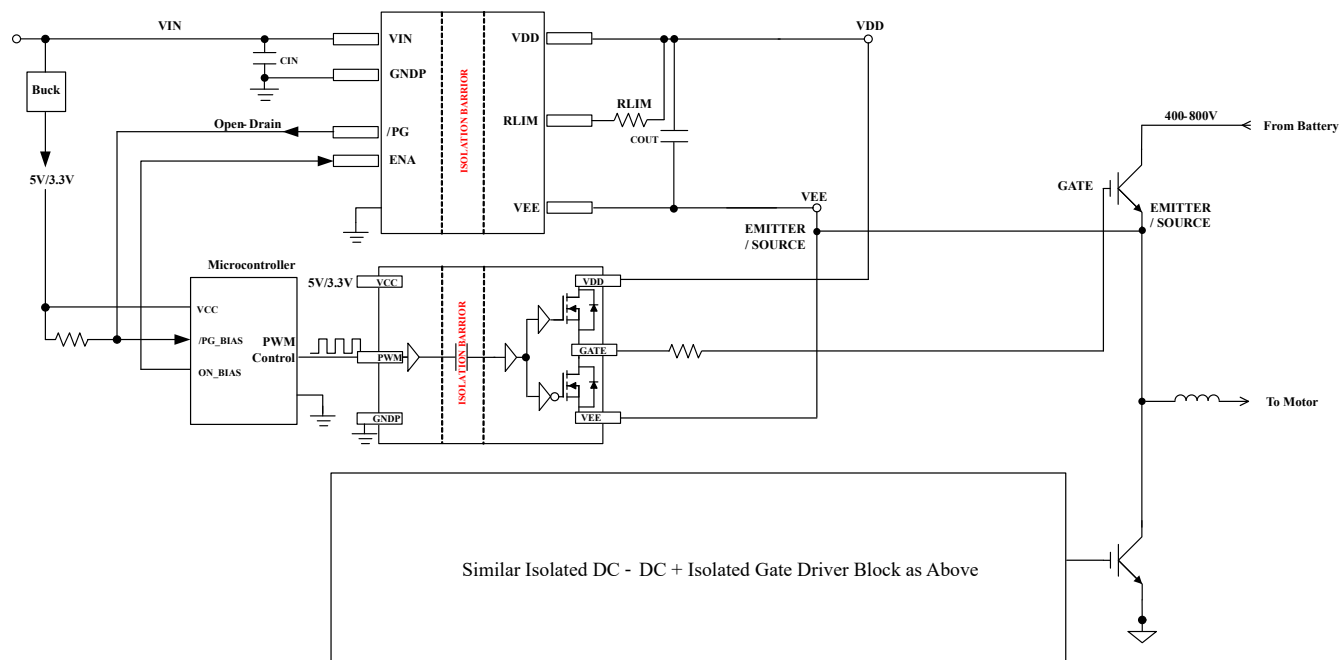 VIN
VDD
VIN
VDD
CIN
GNDP
Buck
RLIM
RLIM
COUT
400-800V
From Battery
Open-Drain
/PG
ENA
ISOLATION BARRIER
5V/3.3V
GATE
VEE
VEE
EMITTER
/ SOURCE
EMITTER
/ SOURCE
Microcontroller
5V/3.3V
VCC
VDD
VCC
/PG_BIAS
PWM
Control
ON_BIAS
PWM
ISOLATION BARRIER
GATE
GNDP
VEE
To Motor
Similar Isolated DC - DC + Isolated Gate Driver Block as Above